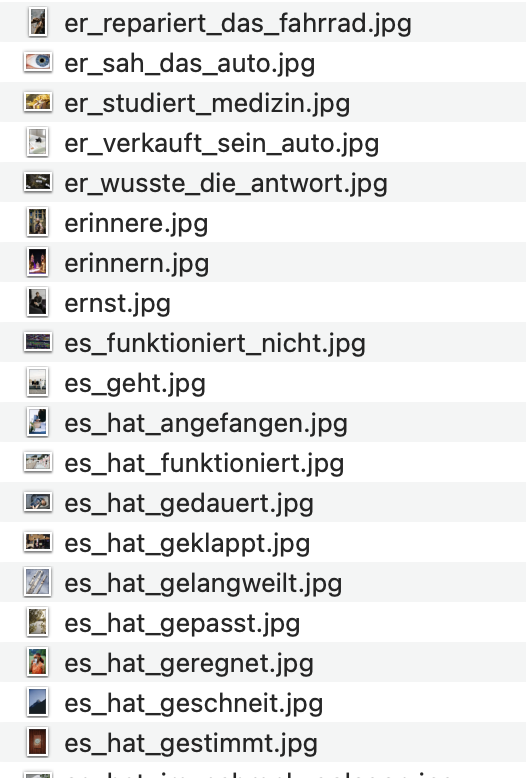 er_repariert_das_fahrrad.jpg
er_sah_das_auto.jpg
er_studiert_medizin.jpg
er_verkauft_sein_auto.jpg
er_wusste_die_antwort.jpg
erinnere.jpg
erinnern.jpg
ernst.jpg
es_funktioniert_nicht.jpg
es_geht.jpg
es_hat_angefangen.jpg
es_hat_funktioniert.jpg
es_hat_gedauert.jpg
es_hat_geklappt.jpg
es_hat_gelangweilt.jpg
es_hat_gepasst.jpg
es_hat_geregnet.jpg
es_hat_geschneit.jpg
es_hat_gestimmt.jpg